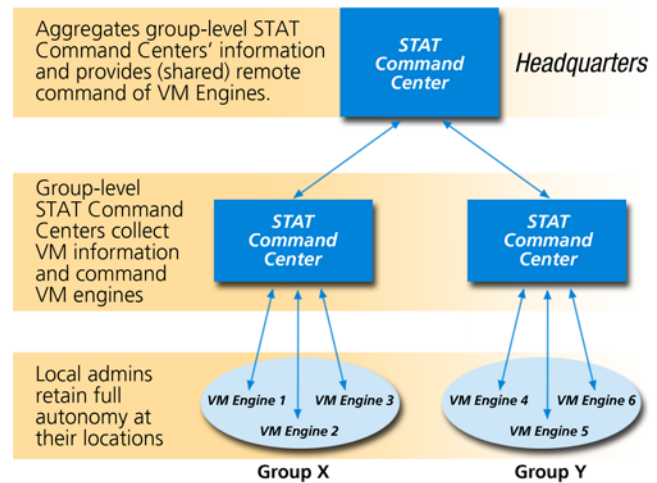 Aggregates group-level STAT
Command Centers' information
and provides (shared) remote
command of VM Engines.
STAT
Command
Center
Headquarters
Group-level
STAT Command
Centers collect
VM information
and command
VM engines
STAT
Command
Center
STAT
Command
Center
Local admins
retain full
autonomy at
their locations
VM Engine 1
VM Engine 3
VM Engine 2
VM Engine 4
VM Engine 6
VM Engine 5
Group X
Group Y